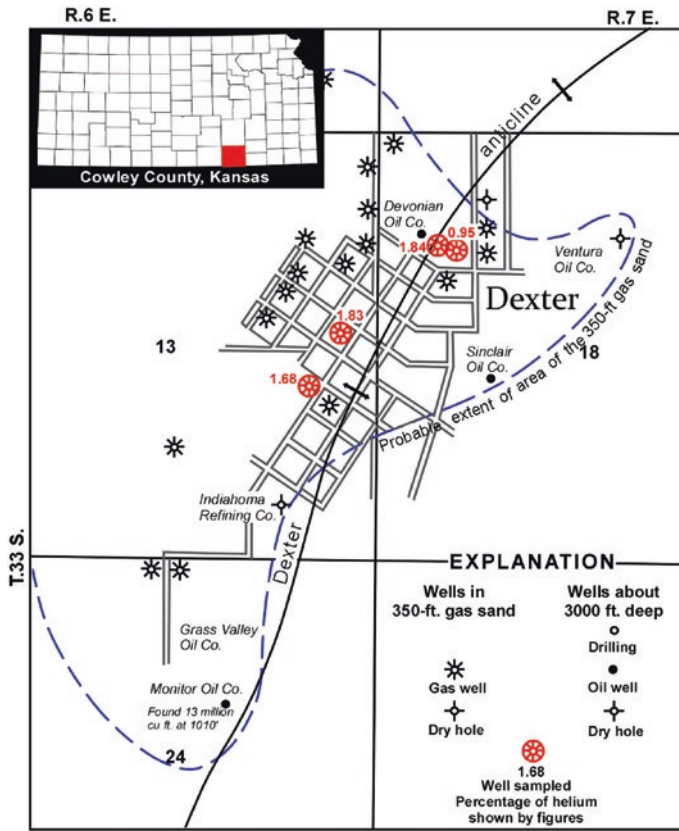 R.6 E.
R.7 E.
Cowley County, Kansas
anticline
Devonian
Oil Co.
0.95
1.84
Ventura
Oil Co.
Dexter
1.83
13
Sinclair
Oil Co.
18
1.68
Probable extent of area of the 350-ft gas sand
Indiahoma
Refining Co.
T.33 S.
Dexter
Grass Valley
Oil Co.
Monitor Oil Co.
Found 13 million
cu ft. at 1010'
24
EXPLANATION
Wells in
350-ft. gas sand
Wells about
3000 ft. deep
Drilling
Gas well
Oil well
Dry hole
Dry hole
1.68
Well sampled
Percentage of helium
shown by figures